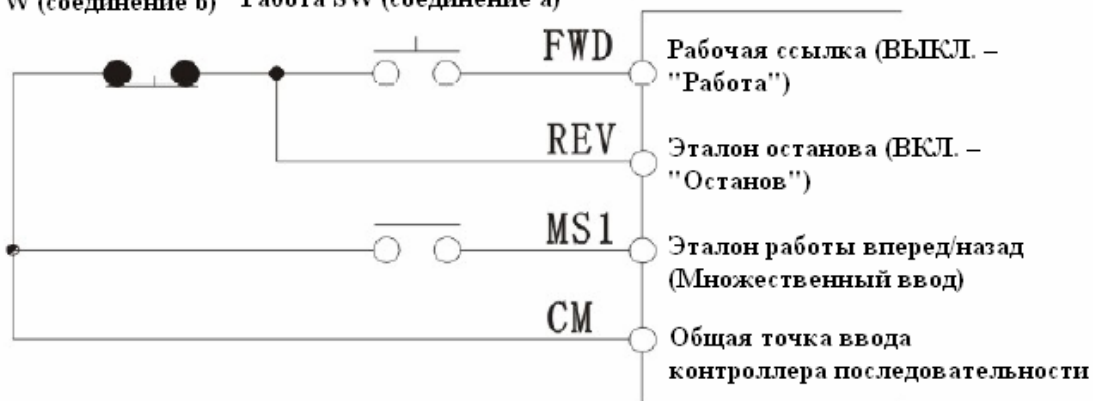 (соединение b) Работа SW (соединение a)
FWD
Рабочая ссылка (ВЫКЛ. –
"Работа")
REV
Эталон останова (ВКЛ. –
"Останов")
MS1
Эталон работы вперед/назад
(Множественный ввод)
CM
Общая точка ввода
контроллера последовательности